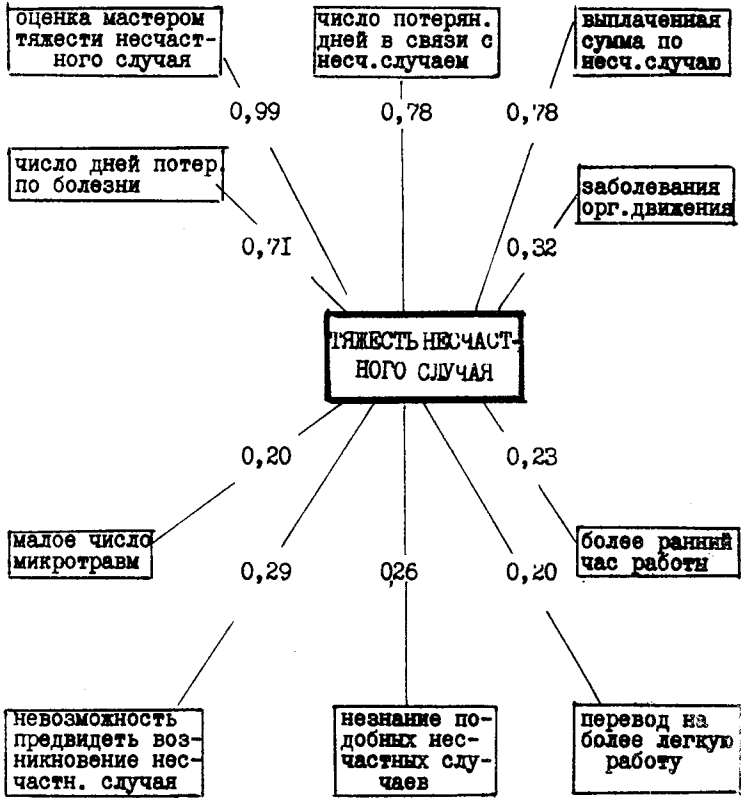 оценка мастером
тяжести несчаст-
ного случая
число потерян.
дней в связи с
несч.случаем
выплаченная
сумма по
несч.случаю
0,99
0,78
0,78
число дней потер.
по болезни
заболевания
орг.движения
0,71
0,32
ТЯЖЕСТЬ НЕСЧАСТ-
НОГО СЛУЧАЯ
0,20
0,23
малое число
микротравм
более ранний
час работы
0,29
0,26
0,20
невозможность
предвидеть воз-
никновение нес-
частн. случая
незнание по-
добных нес-
частных слу-
чаев
перевод на
более легкую
работу